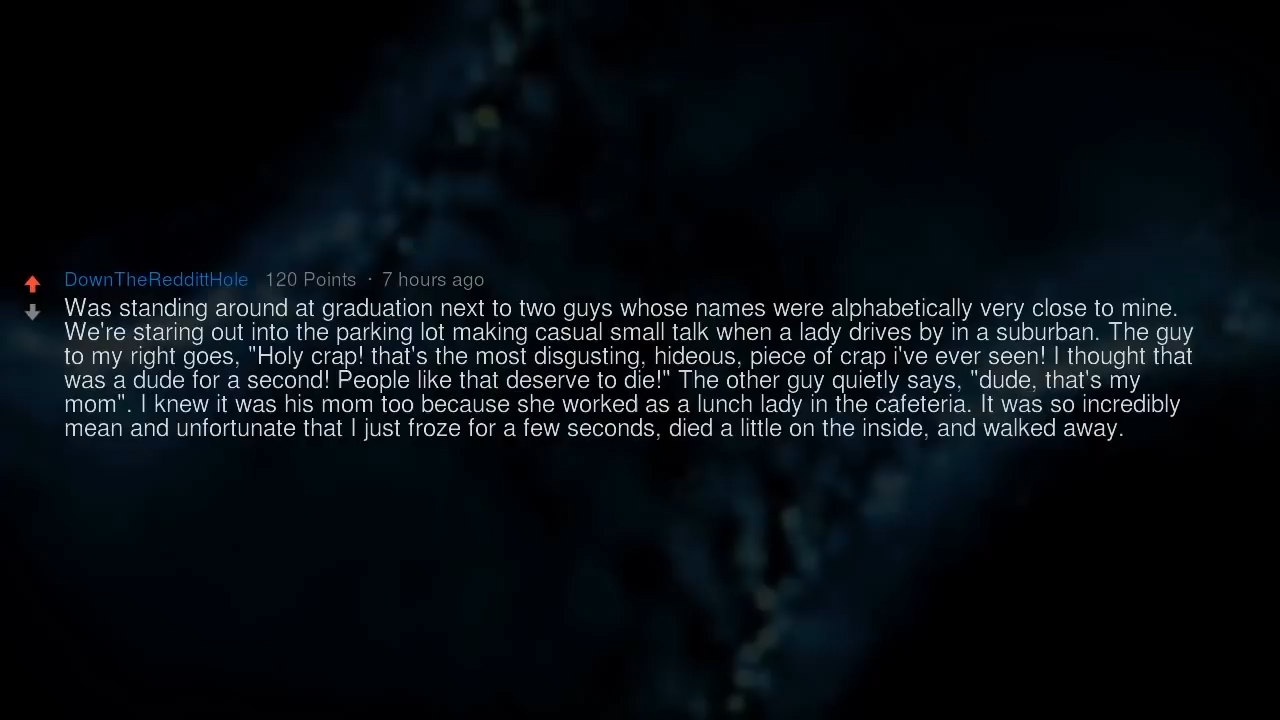 DownTheReddittHole 120 Points · 7 hours ago
Was standing around at graduation next to two guys whose names were alphabetically very close to mine.
We're staring out into the parking lot making casual small talk when a lady drives by in a suburban. The guy
to my right goes, "Holy crap! that's the most disgusting, hideous, piece of crap i've ever seen! I thought that
was a dude for a second! People like that deserve to die!" The other guy quietly says, "dude, that's my
mom". I knew it was his mom too because she worked as a lunch lady in the cafeteria. It was so incredibly
mean and unfortunate that I just froze for a few seconds, died a little on the inside, and walked away.